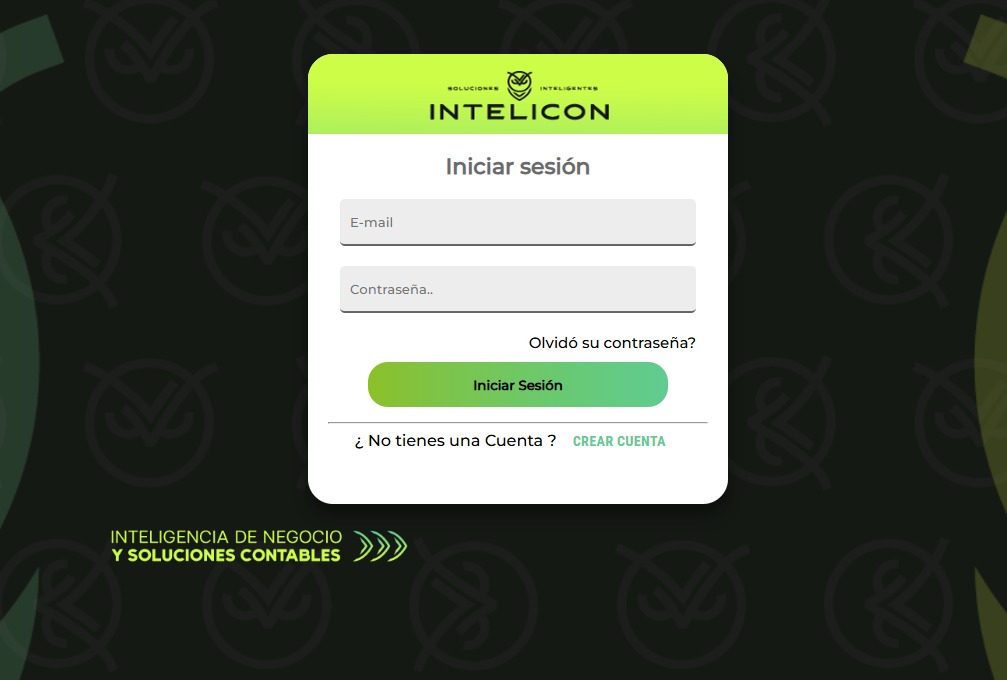 SOLUCIONES INTELIGENTES
INTELICON
Iniciar sesión
E-mail
Contraseña..
Olvidó su contraseña?
Iniciar Sesión
¿ No tienes una Cuenta ? CREAR CUENTA
INTELIGENCIA DE NEGOCIO
Y SOLUCIONES CONTABLES